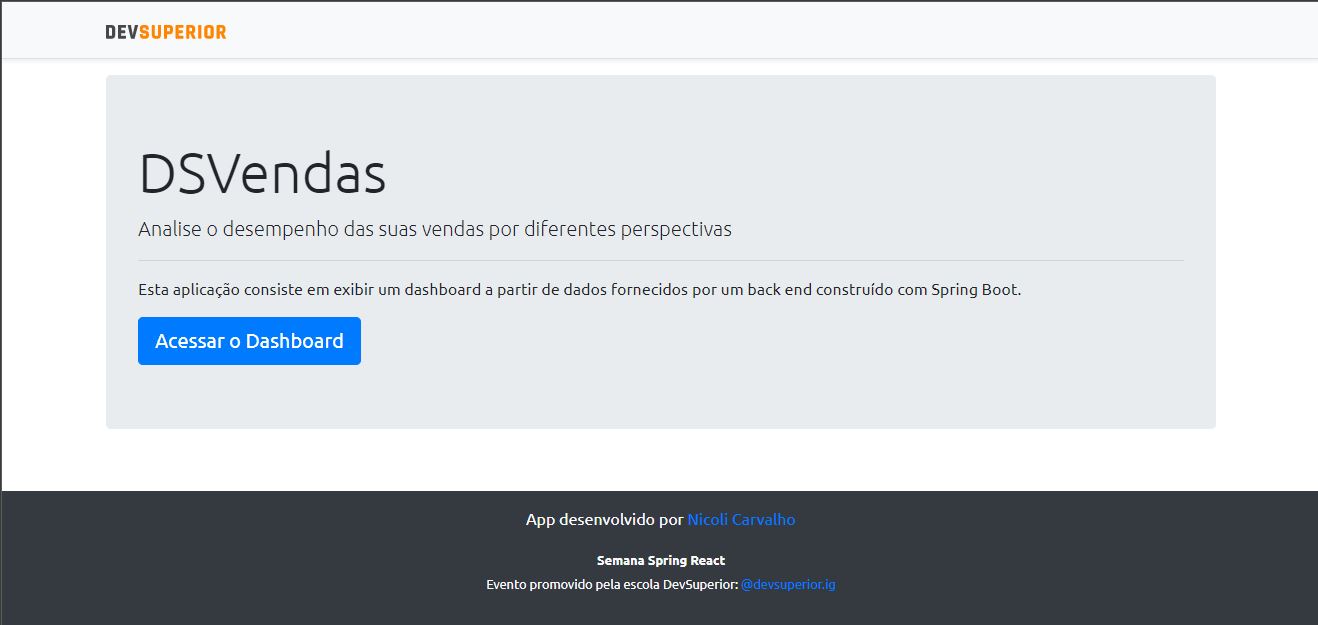 DEVSUPERIOR
DSVendas
Analise o desempenho das suas vendas por diferentes perspectivas
Esta aplicação consiste em exibir um dashboard a partir de dados fornecidos por um back end construído com Spring Boot.
Acessar o Dashboard
App desenvolvido por Nicoli Carvalho
Semana Spring React
Evento promovido pela escola DevSuperior: @devsuperior.ig